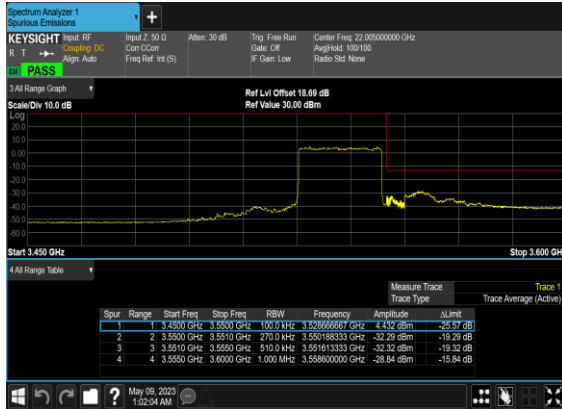 Spectrum Analyzer 1
Spurious Emissions
KEYSIGHT Input: RF Input Z: 50 Ω Atten: 30 dB Trig: Free Run Center Freq: 22.005000000 GHz
R T Coupling: DC Corr CCorr Gate: Off Avg|Hold: 100/100
Align: Auto Freq Ref: Int (S) IF Gain: Low Radio Std: None
PASS
3 All Range Graph
Ref Lvl Offset 18.69 dB
Scale/Div 10.0 dB Ref Value 30.00 dBm
Log
20.0
10.0
0.00
-10.0
-20.0
-30.0
-40.0
-50.0
-60.0
Start 3.450 GHz Stop 3.600 GH
4 All Range Table
Measure Trace Trace 1
Trace Type Trace Average (Active)
Spur Range Start Freq Stop Freq RBW Frequency Amplitude ΔLimit
1 1 3.4500 GHz 3.5500 GHz 100.0 kHz 3.528666667 GHz 4.432 dBm -25.57 dB
2 2 3.5500 GHz 3.5510 GHz 270.0 kHz 3.550188333 GHz -32.29 dBm -19.29 dB
3 3 3.5510 GHz 3.5550 GHz 510.0 kHz 3.551613333 GHz -32.32 dBm -19.32 dB
4 4 3.5550 GHz 3.6000 GHz 1.000 MHz 3.558600000 GHz -28.84 dBm -15.84 dB
? May 09, 2023
1:02:04 AM